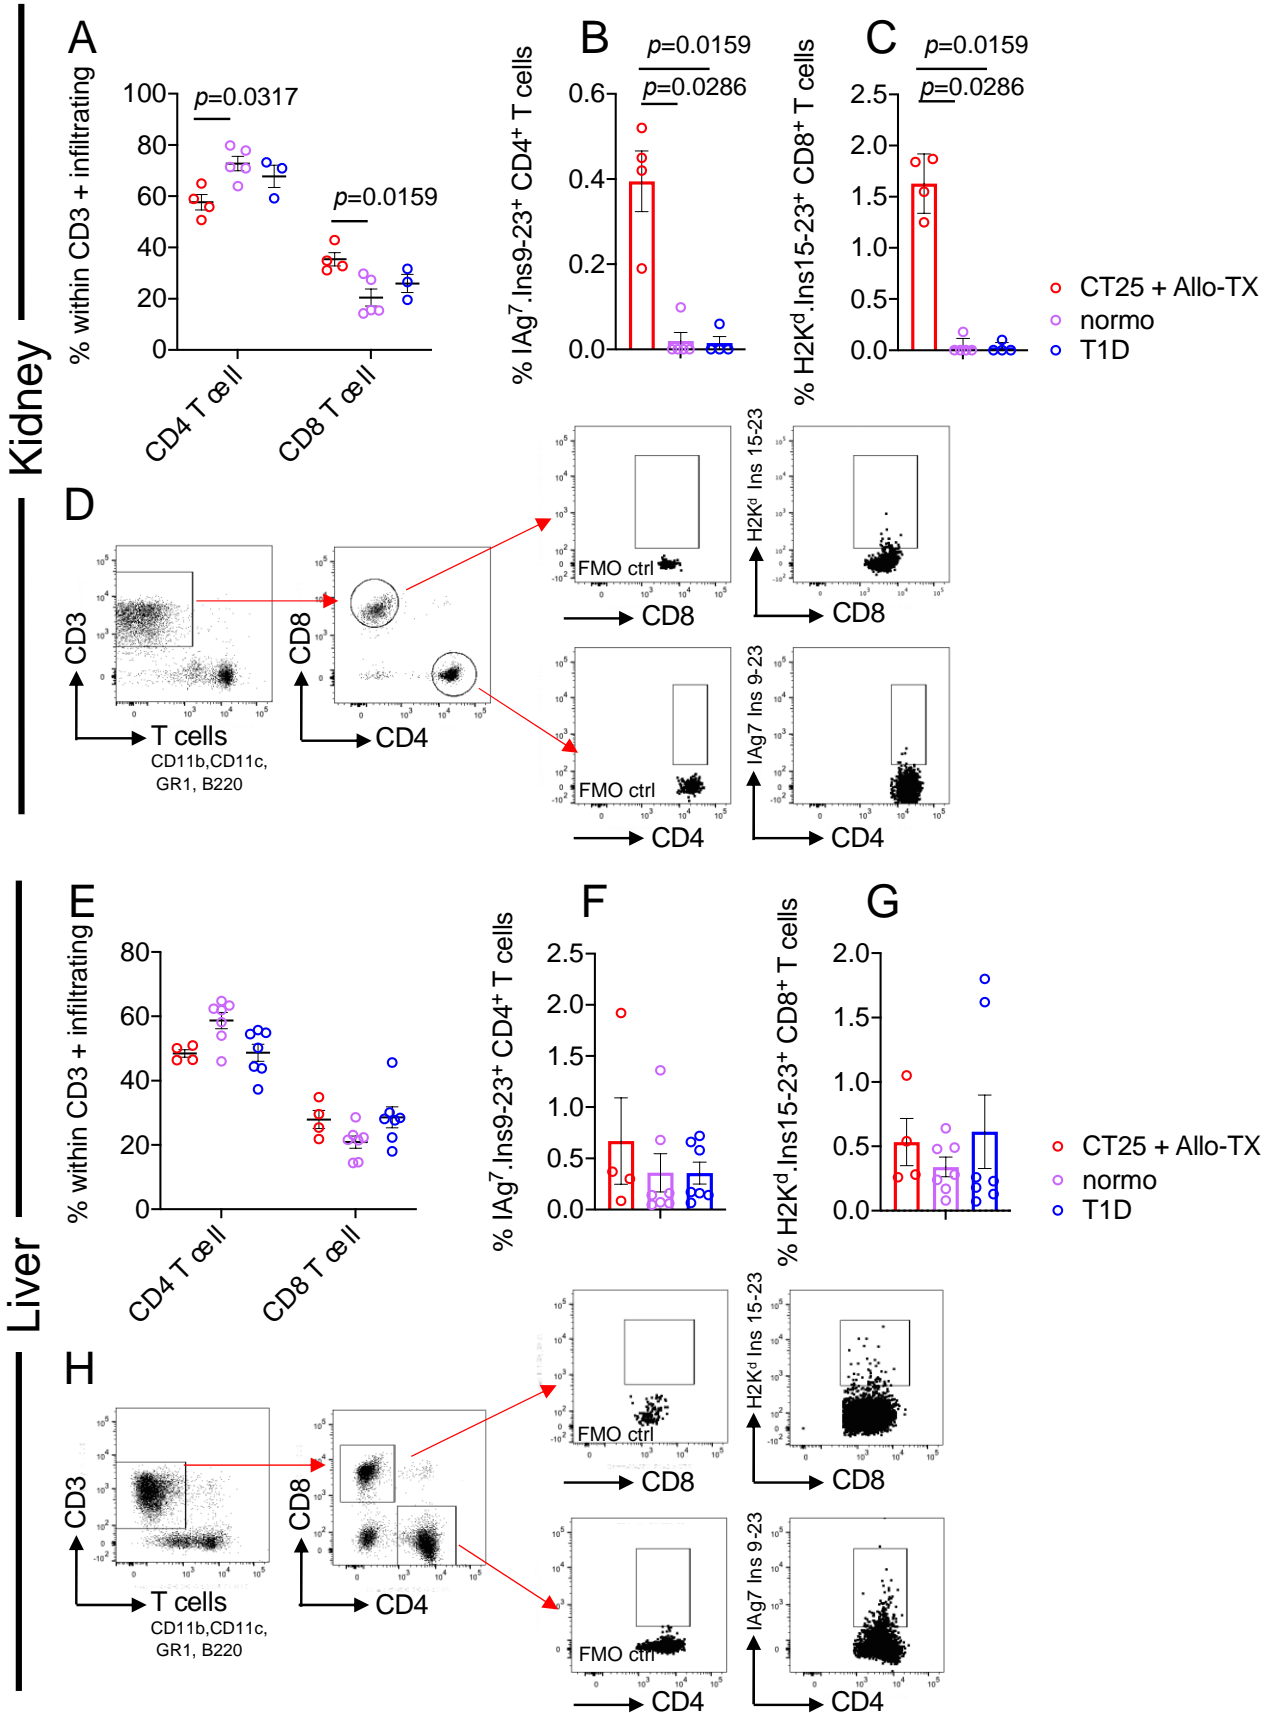 Kidney
A
% within CD3 + infiltrating
100
80
60
40
20
0
p=0.0317
p=0.0159
CD4 T cell
CD8 T cell
B
% IAg7.Ins9-23+ CD4+ T cells
0.6
0.4
0.2
0.0
p=0.0159
p=0.0286
C
% H2Kd.Ins15-23+ CD8+ T cells
2.5
2.0
1.5
1.0
0.5
0.0
p=0.0159
p=0.0286
CT25 + Allo-TX
normo
T1D
D
CD3
T cells
CD11b,CD11c,
GR1, B220
CD8
CD4
FMO ctrl
CD8
H2Kd Ins 15-23
CD8
FMO ctrl
CD4
IAg7 Ins 9-23
CD4
Liver
E
% within CD3 + infiltrating
80
60
40
20
0
CD4 T cell
CD8 T cell
F
% IAg7.Ins9-23+ CD4+ T cells
2.5
2.0
1.5
1.0
0.5
0.0
G
% H2Kd.Ins15-23+ CD8+ T cells
2.0
1.5
1.0
0.5
0.0
CT25 + Allo-TX
normo
T1D
H
CD3
T cells
CD11b,CD11c,
GR1, B220
CD8
CD4
FMO ctrl
CD8
H2Kd Ins 15-23
CD8
FMO ctrl
CD4
IAg7 Ins 9-23
CD4